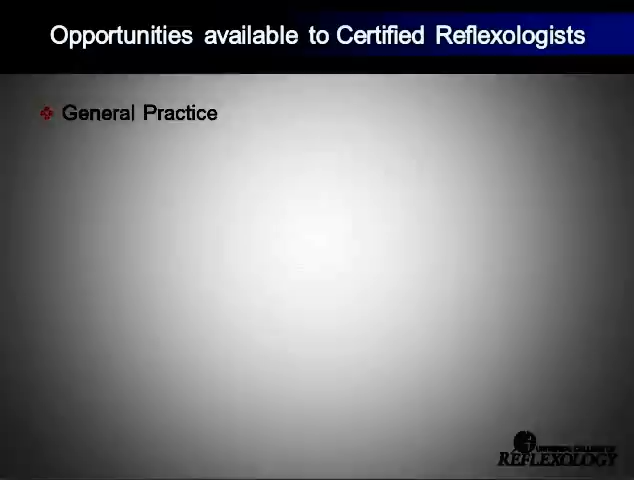 Opportunities available to Certified Reflexologists
General Practice
REFLEXOLOGY